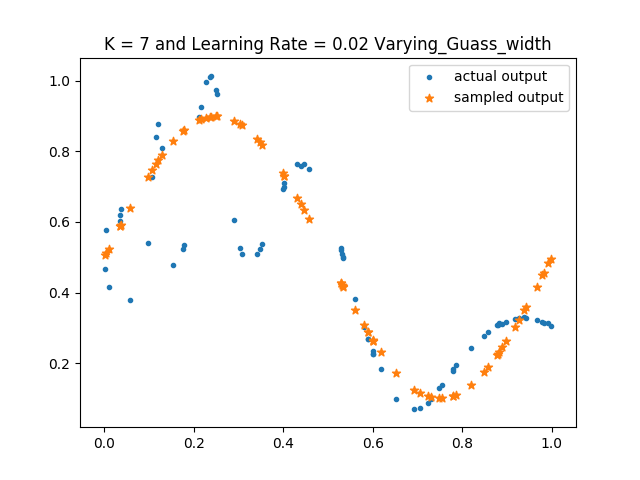 K = 7 and Learning Rate = 0.02 Varying_Guass_width
actual output
sampled output
1.0
0.8
0.6
0.4
0.2
0.0 0.2 0.4 0.6 0.8 1.0